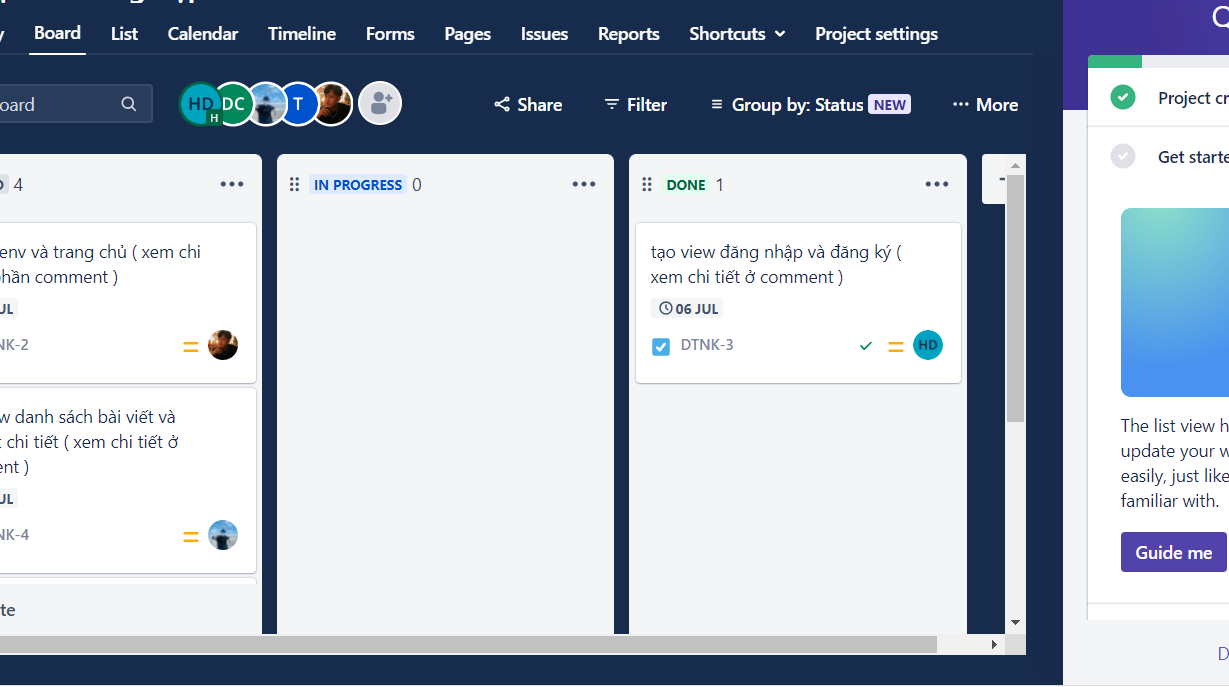 Board List Calendar Timeline Forms Pages Issues Reports Shortcuts Project settings
oard
HD H DC T
Share Filter Group by: Status NEW More
4
IN PROGRESS 0
DONE 1
env và trang chủ ( xem chi
hần comment )
UL
NK-2
w danh sách bài viết và
chi tiết ( xem chi tiết ở
ent )
UL
NK-4
te
tạo view đăng nhập và đăng ký (
xem chi tiết ở comment )
06 JUL
DTNK-3 HD
Q
Project cr
Get starte
The list view h
update your w
easily, just like
familiar with.
Guide me
D